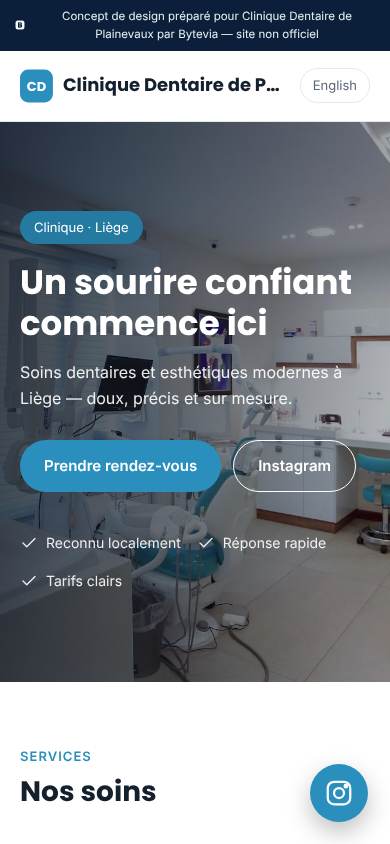 Concept de design préparé pour Clinique Dentaire de
Plainevaux par Bytevia — site non officiel
CD
Clinique Dentaire de P...
English
Clinique · Liège
Un sourire confiant
commence ici
Soins dentaires et esthétiques modernes à
Liège — doux, précis et sur mesure.
Prendre rendez-vous
Instagram
Reconnu localement
Réponse rapide
Tarifs clairs
SERVICES
Nos soins